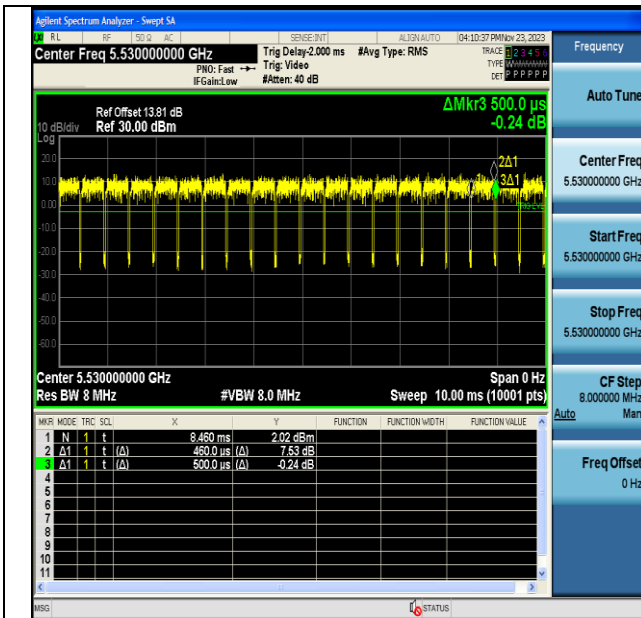 Agilent Spectrum Analyzer - Swept SA
RL RF 50 Ω AC SENSE:INT ALIGN AUTO 04:10:37 PM Nov 23, 2023
Center Freq 5.530000000 GHz
PNO: Fast
IFGain:Low
Trig Delay-2.000 ms
Trig: Video
#Atten: 40 dB
#Avg Type: RMS
TRACE 1 2 3 4 5 6
TYPE WWWWWW
DET P P P P P P
Ref Offset 13.81 dB
10 dB/div Ref 30.00 dBm
Log
ΔMkr3 500.0 µs
-0.24 dB
20.0
10.0
0.00
-10.0
-20.0
-30.0
-40.0
-50.0
-60.0
2Δ1
3Δ1
Center 5.530000000 GHz Span 0 Hz
Res BW 8 MHz #VBW 8.0 MHz Sweep 10.00 ms (10001 pts)
MKR MODE TRC SCL X Y FUNCTION FUNCTION WIDTH FUNCTION VALUE
1 N 1 t 8.460 ms 2.02 dBm
2 Δ1 1 t (Δ) 460.0 µs (Δ) 7.53 dB
3 Δ1 1 t (Δ) 500.0 µs (Δ) -0.24 dB
4
5
6
7
8
9
10
11
MSG STATUS
Frequency
Auto Tune
Center Freq
5.530000000 GHz
Start Freq
5.530000000 GHz
Stop Freq
5.530000000 GHz
CF Step
8.000000 MHz
Auto Man
Freq Offset
0 Hz